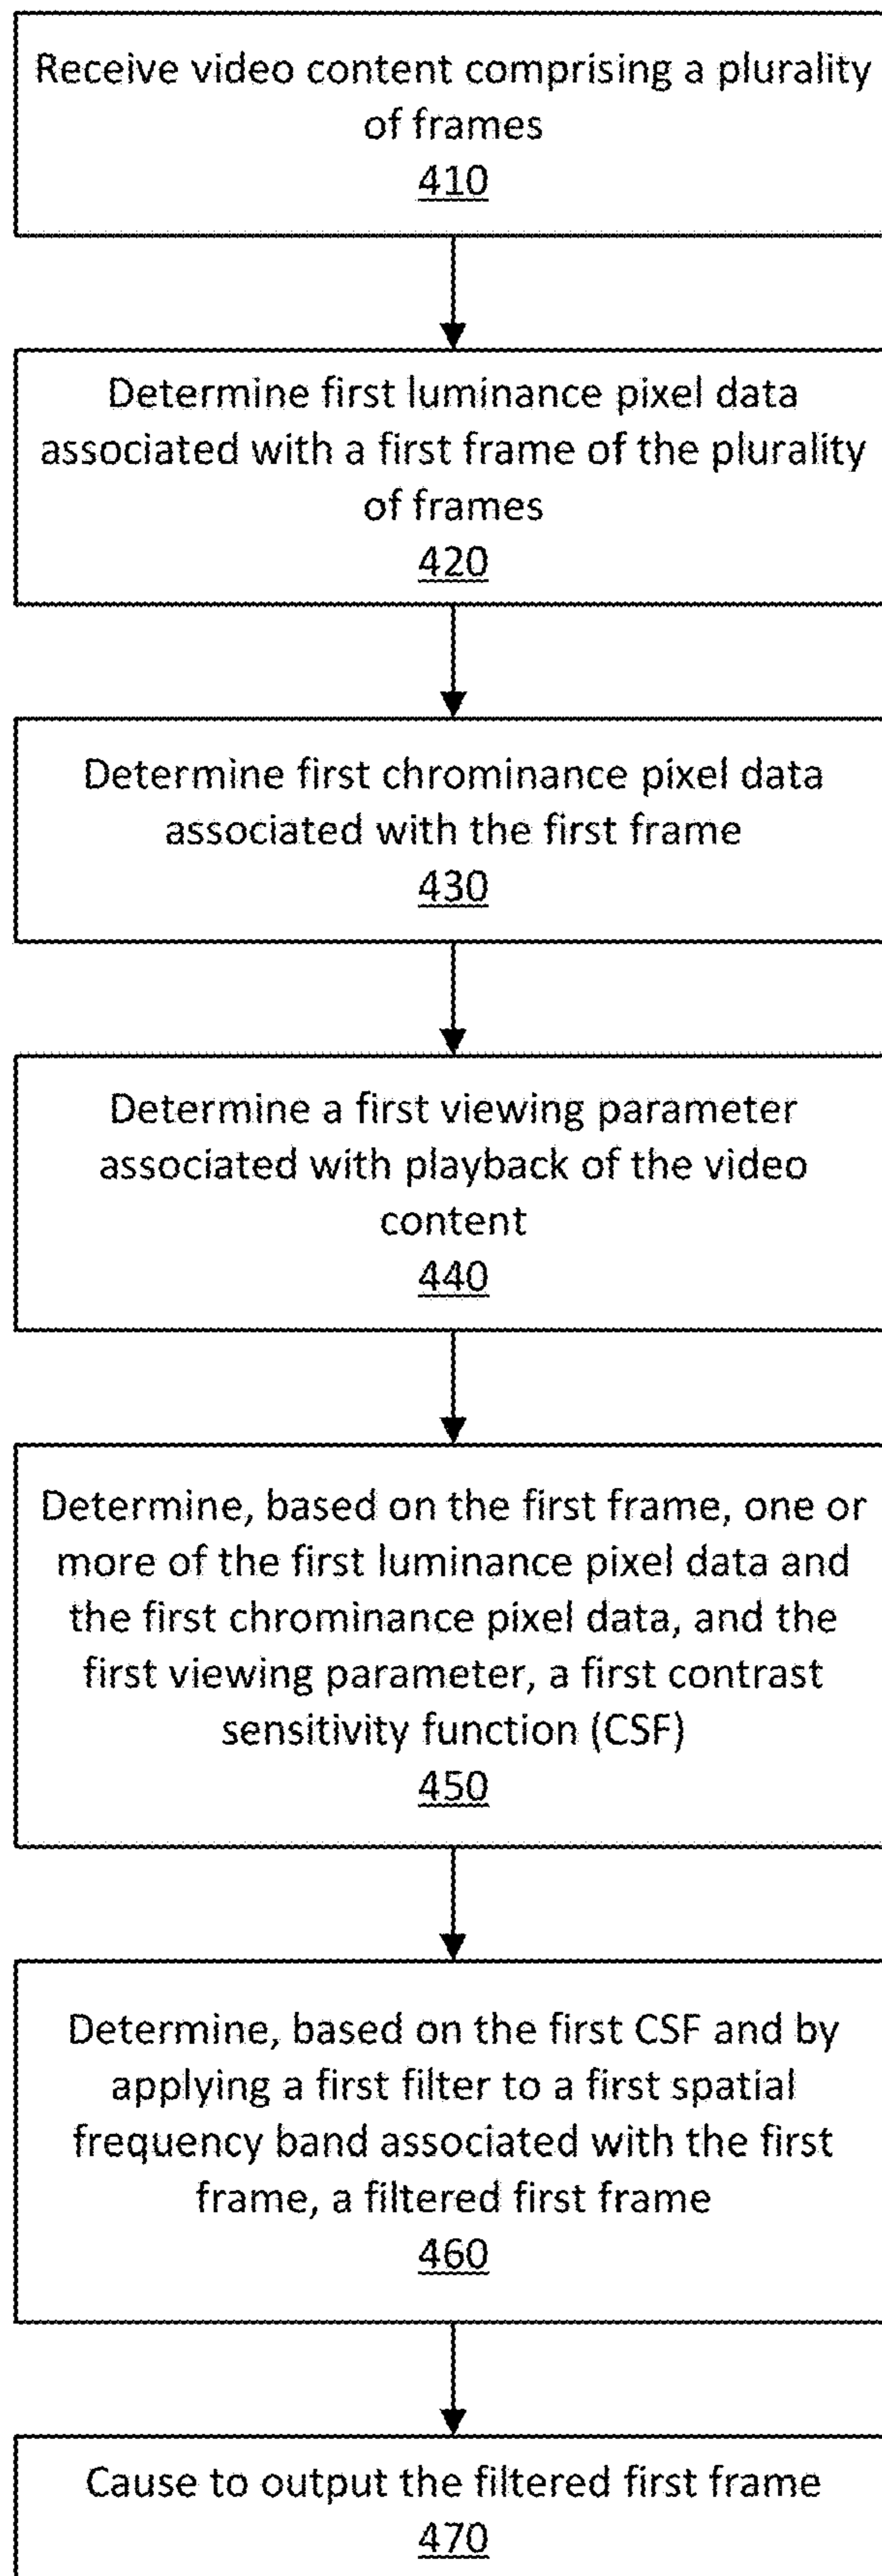 Receive video content comprising a plurality
of frames
410
Determine first luminance pixel data
associated with a first frame of the plurality
of frames
420
Determine first chrominance pixel data
associated with the first frame
430
Determine a first viewing parameter
associated with playback of the video
content
440
Determine, based on the first frame, one or
more of the first luminance pixel data and
the first chrominance pixel data, and the
first viewing parameter, a first contrast
sensitivity function (CSF)
450
Determine, based on the first CSF and by
applying a first filter to a first spatial
frequency band associated with the first
frame, a filtered first frame
460
Cause to output the filtered first frame
470